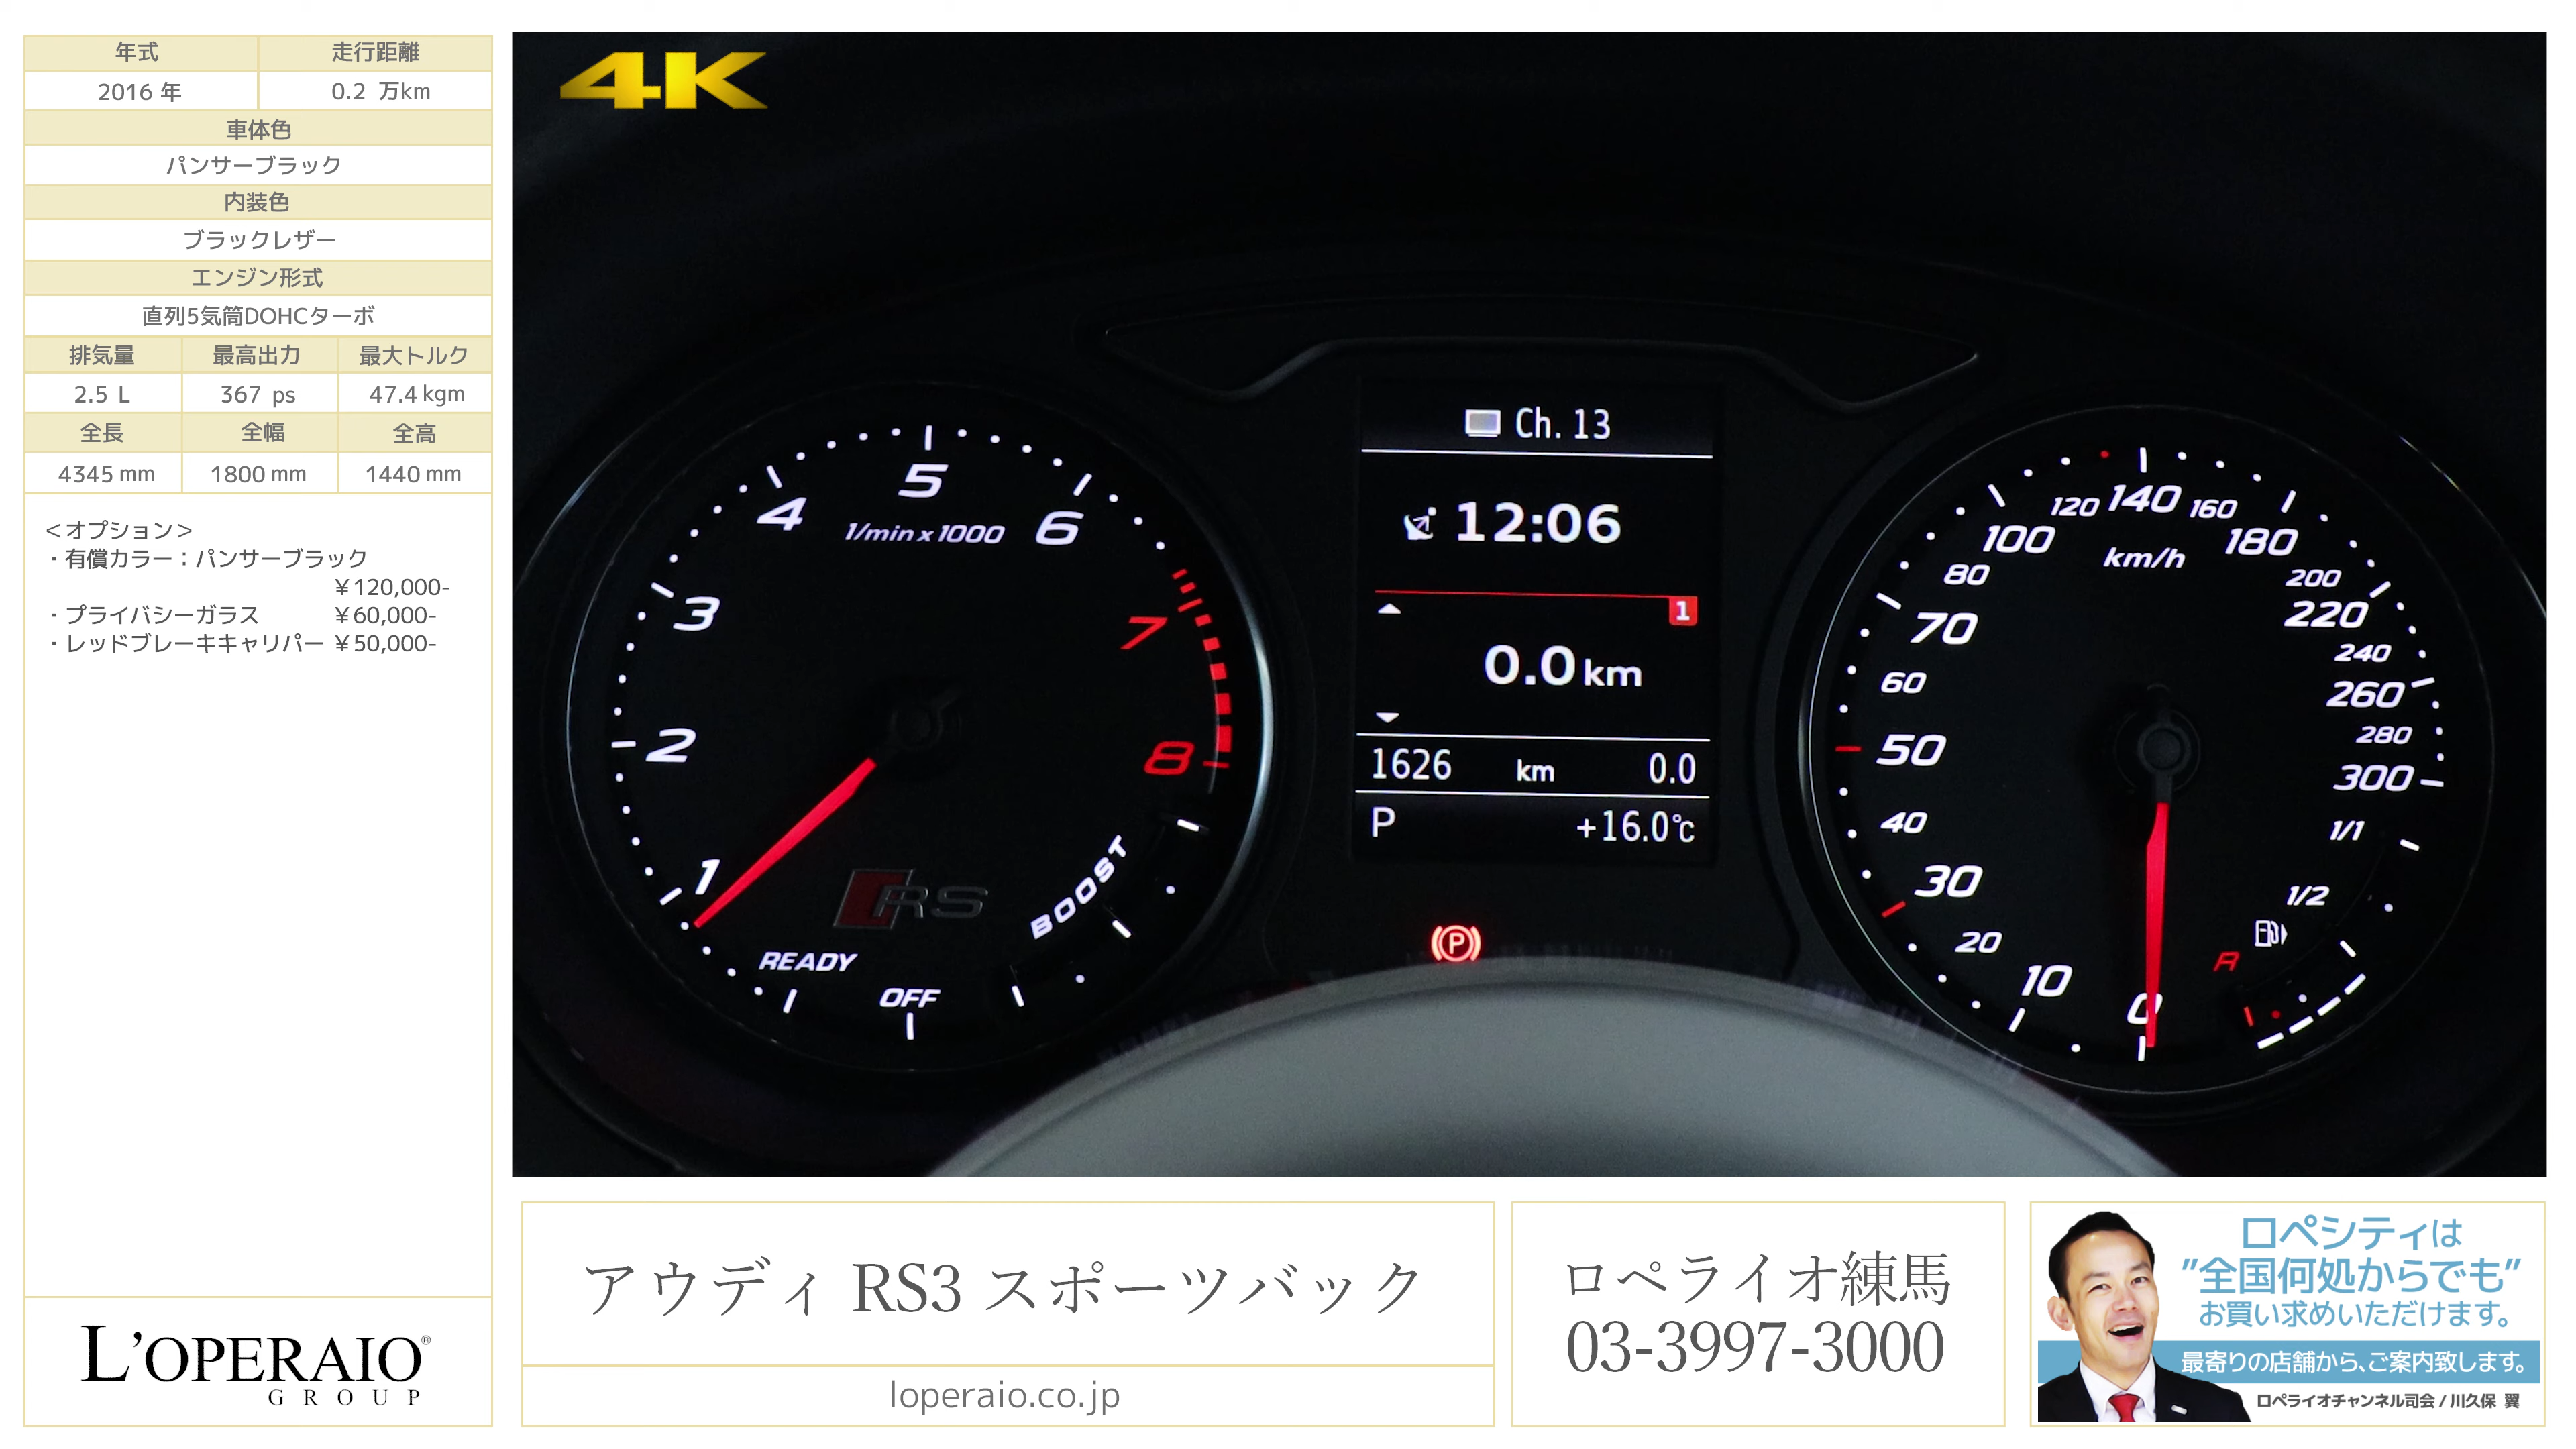 年式 走行距離
2016 年 0.2 万km
車体色
パンサーブラック
内装色
ブラックレザー
エンジン形式
直列5気筒DOHCターボ
排気量 最高出力 最大トルク
2.5 L 367 ps 47.4 kgm
全長 全幅 全高
4345 mm 1800 mm 1440 mm
＜オプション＞
・有償カラー：パンサーブラック
￥120,000-
・プライバシーガラス ￥60,000-
・レッドブレーキキャリパー ￥50,000-
L'OPERAIO®
GROUP
4K
1
2
3
4
5
6
7
8
1/min x 1000
RS
READY
OFF
BOOST
Ch. 13
12:06
1
0.0 km
1626 km 0.0
P +16.0℃
(P)
0
10
20
30
40
50
60
70
80
100
120
140
160
180
200
220
240
260
280
300
km/h
1/1
1/2
R
アウディ RS3 スポーツバック
loperaio.co.jp
ロペライオ練馬
03-3997-3000
ロペシティは
”全国何処からでも”
お買い求めいただけます。
最寄りの店舗から、ご案内致します。
ロペライオチャンネル司会 / 川久保 翼